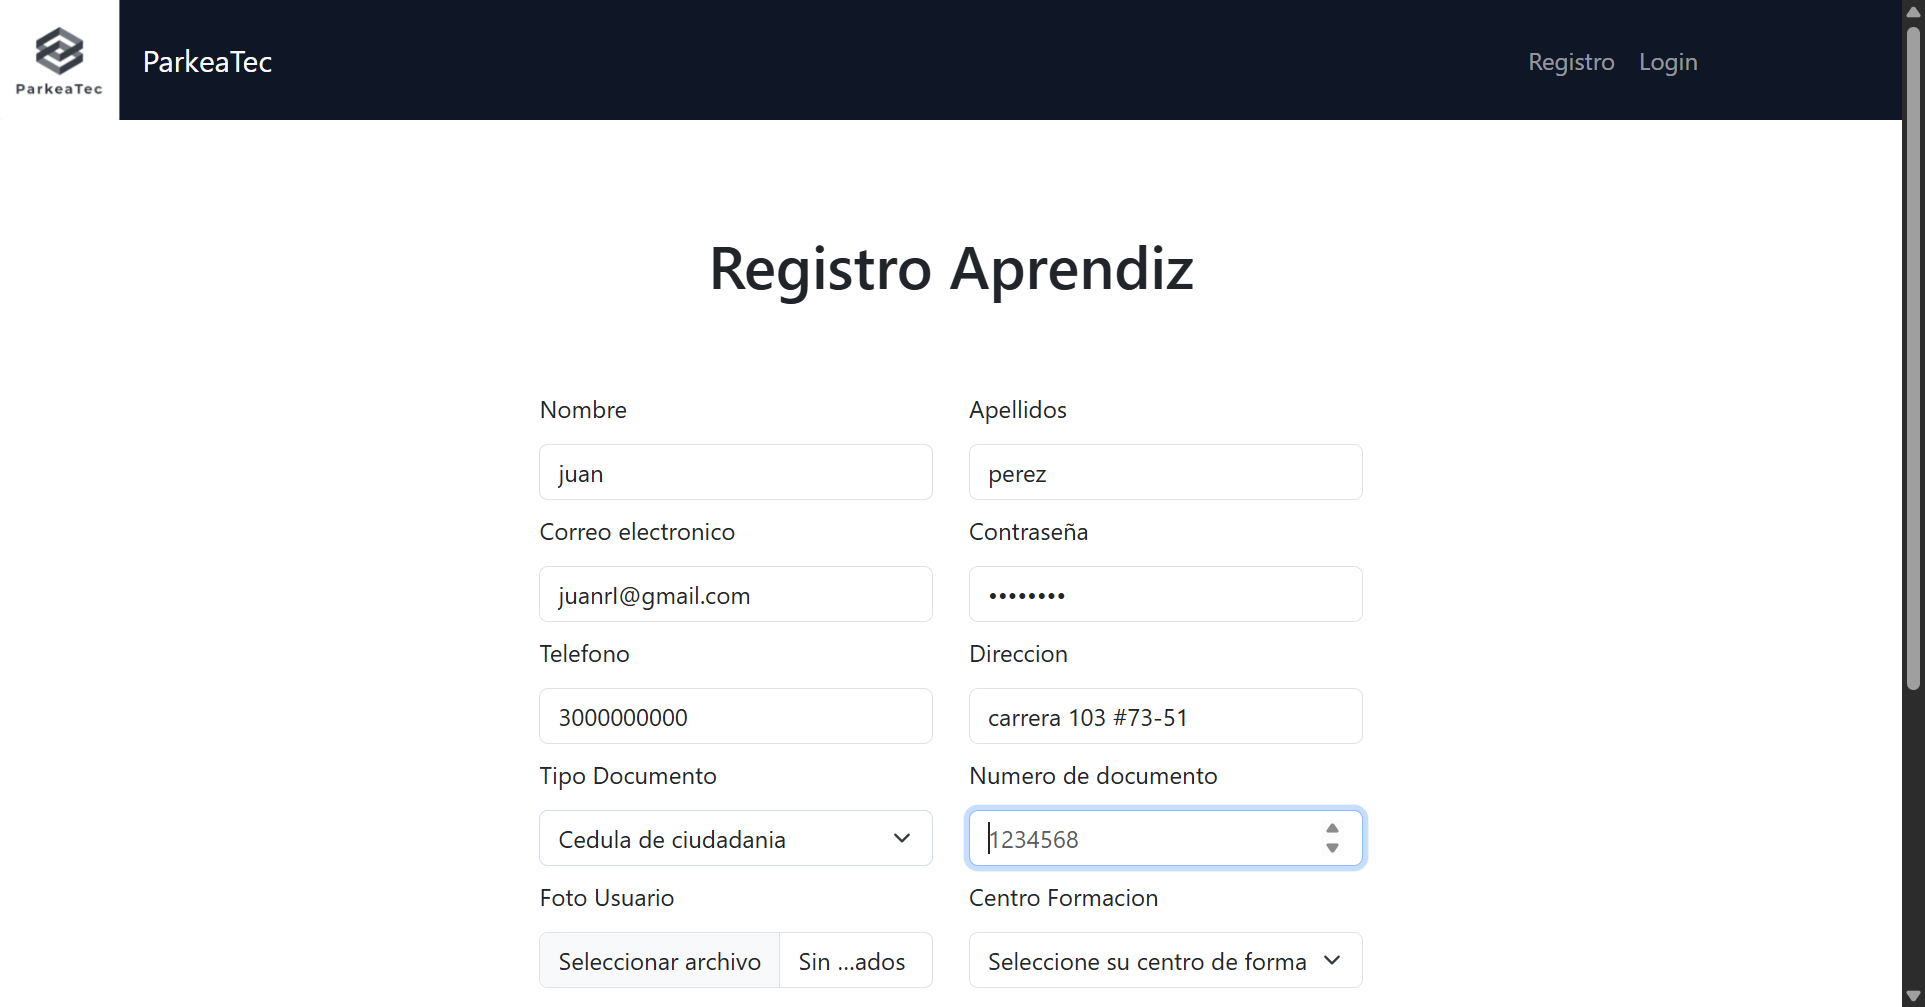 ParkeaTec
ParkeaTec
Registro Login
Registro Aprendiz
Nombre
Apellidos
juan
perez
Correo electronico
Contraseña
juanrl@gmail.com
••••••••
Telefono
Direccion
3000000000
carrera 103 #73-51
Tipo Documento
Numero de documento
Cedula de ciudadania
1234568
Foto Usuario
Centro Formacion
Seleccionar archivo Sin ...ados
Seleccione su centro de forma